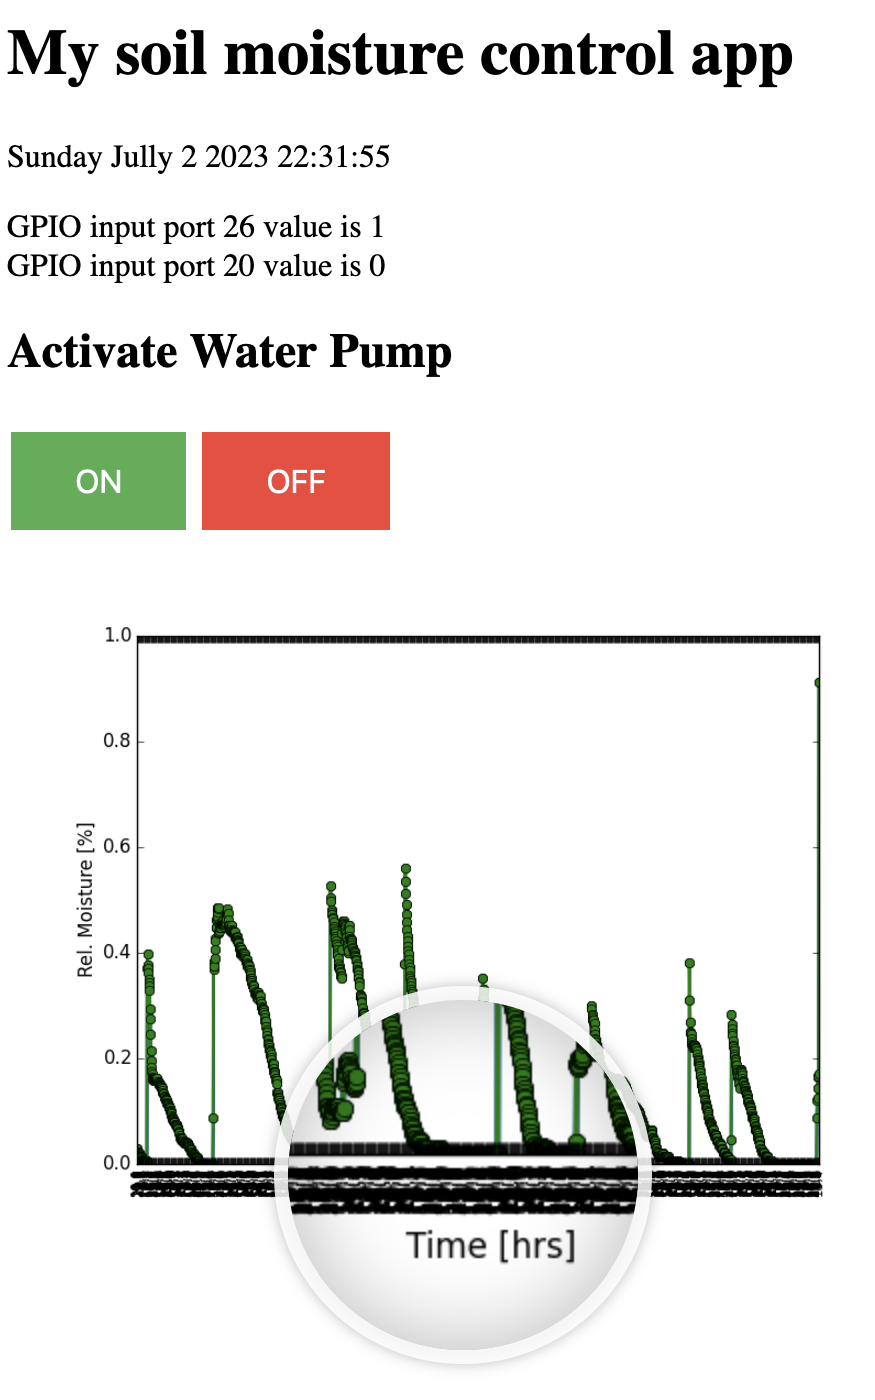 My soil moisture control app
Sunday Jully 2 2023 22:31:55
GPIO input port 26 value is 1
GPIO input port 20 value is 0
Activate Water Pump
ON OFF
1.0
0.8
0.6
0.4
0.2
0.0
Rel. Moisture [%]
Time [hrs]